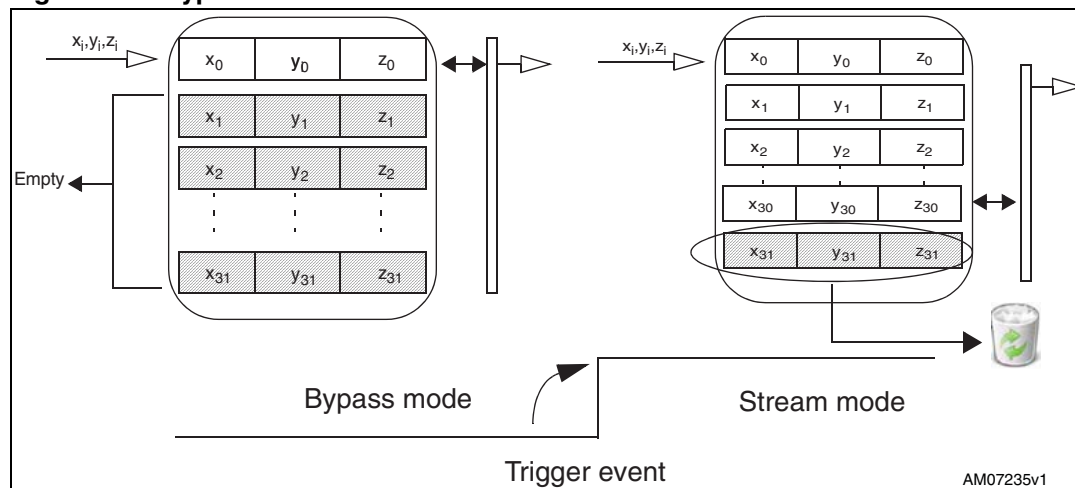 xi,yi,zi
x0 y0 z0
x1 y1 z1
x2 y2 z2
x31 y31 z31
Empty
xi,yi,zi
x0 y0 z0
x1 y1 z1
x2 y2 z2
x30 y30 z30
x31 y31 z31
Bypass mode
Stream mode
Trigger event
AM07235v1